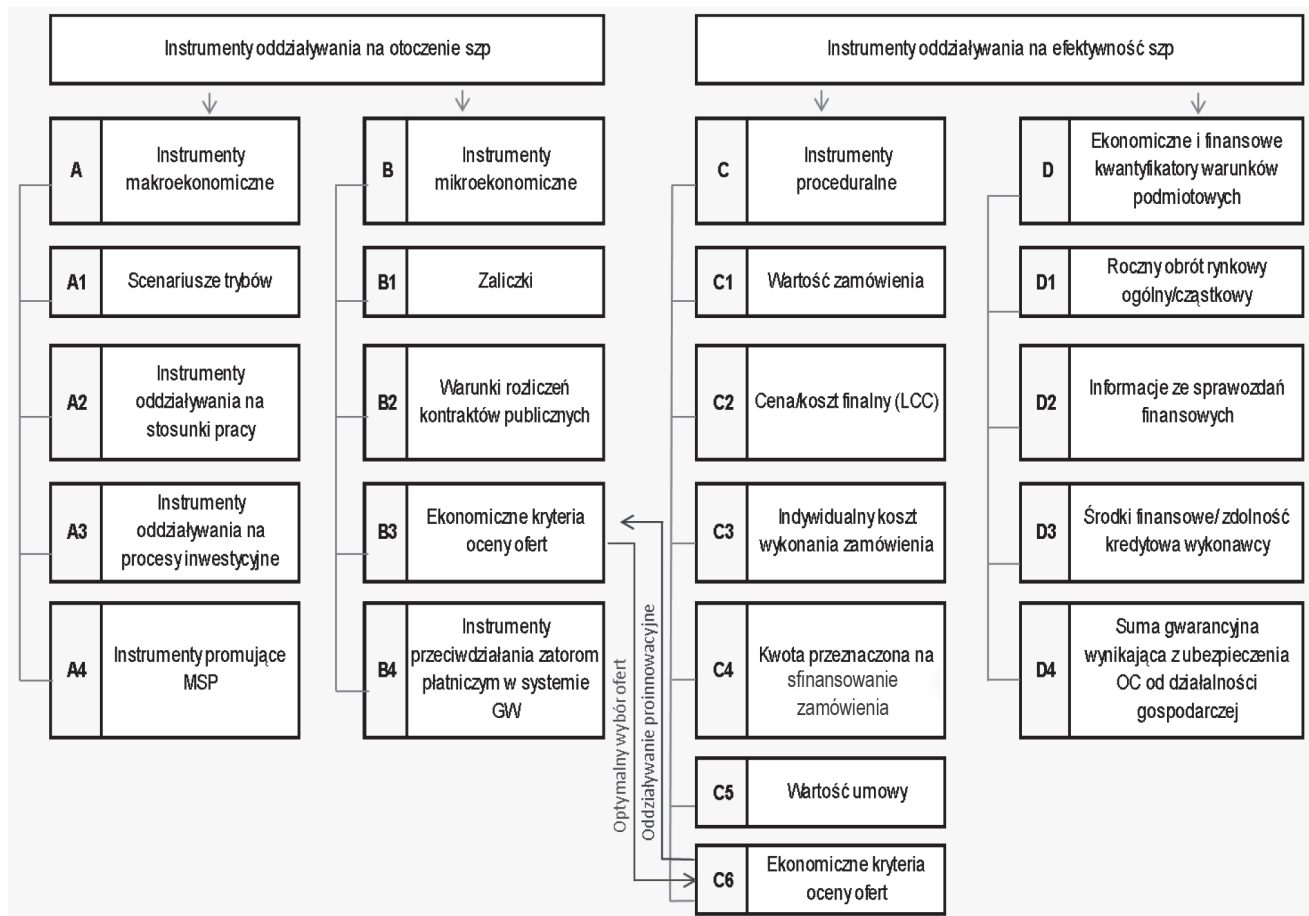 Instrumenty oddziaływania na otoczenie szp
Instrumenty oddziaływania na efektywność szp
A
Instrumenty
makroekonomiczne
A1
Scenariusze trybów
A2
Instrumenty
oddziaływania na
stosunki pracy
A3
Instrumenty
oddziaływania na
procesy inwestycyjne
A4
Instrumenty promujące
MSP
B
Instrumenty
mikroekonomiczne
B1
Zaliczki
B2
Warunki rozliczeń
kontraktów publicznych
B3
Ekonomiczne kryteria
oceny ofert
B4
Instrumenty
przeciwdziałania zatorom
płatniczym w systemie
GW
Optymalny wybór ofert
Oddziaływanie proinnowacyjne
C
Instrumenty
proceduralne
C1
Wartość zamówienia
C2
Cena/koszt finalny (LCC)
C3
Indywidualny koszt
wykonania zamówienia
C4
Kwota przeznaczona na
sfinansowanie
zamówienia
C5
Wartość umowy
C6
Ekonomiczne kryteria
oceny ofert
D
Ekonomiczne i finansowe
kwantyfikatory warunków
podmiotowych
D1
Roczny obrót rynkowy
ogólny/cząstkowy
D2
Informacje ze sprawozdań
finansowych
D3
Środki finansowe/ zdolność
kredytowa wykonawcy
D4
Suma gwarancyjna
wynikająca z ubezpieczenia
OC od działalności
gospodarczej